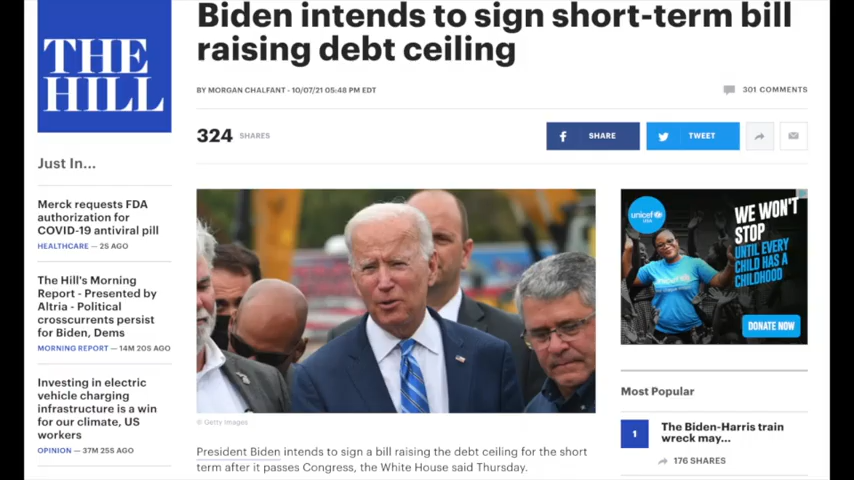 Biden intends to sign short-term bill
raising debt ceiling
THE
HILL
BY MORGAN CHALFANT - 10/07/21 05:48 PM EDT
301 COMMENTS
324 SHARES
SHARE
TWEET
Just In...
Merck requests FDA
authorization for
COVID-19 antiviral pill
HEALTHCARE — 2S AGO
The Hill's Morning
Report - Presented by
Altria - Political
crosscurrents persist
for Biden, Dems
MORNING REPORT — 14M 20S AGO
Investing in electric
vehicle charging
infrastructure is a win
for our climate, US
workers
OPINION — 37M 25S AGO
© Getty Images
President Biden intends to sign a bill raising the debt ceiling for the short
term after it passes Congress, the White House said Thursday.
unicef
USA
WE WON'T
STOP
UNTIL EVERY
CHILD HAS A
CHILDHOOD
DONATE NOW
Most Popular
1
The Biden-Harris train
wreck may...
176 SHARES